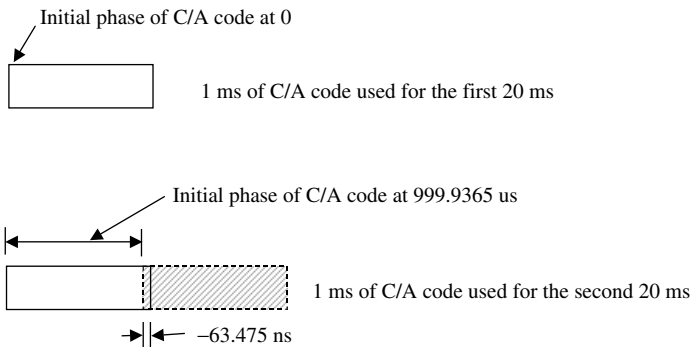 Initial phase of C/A code at 0
1 ms of C/A code used for the first 20 ms
Initial phase of C/A code at 999.9365 us
1 ms of C/A code used for the second 20 ms
−63.475 ns